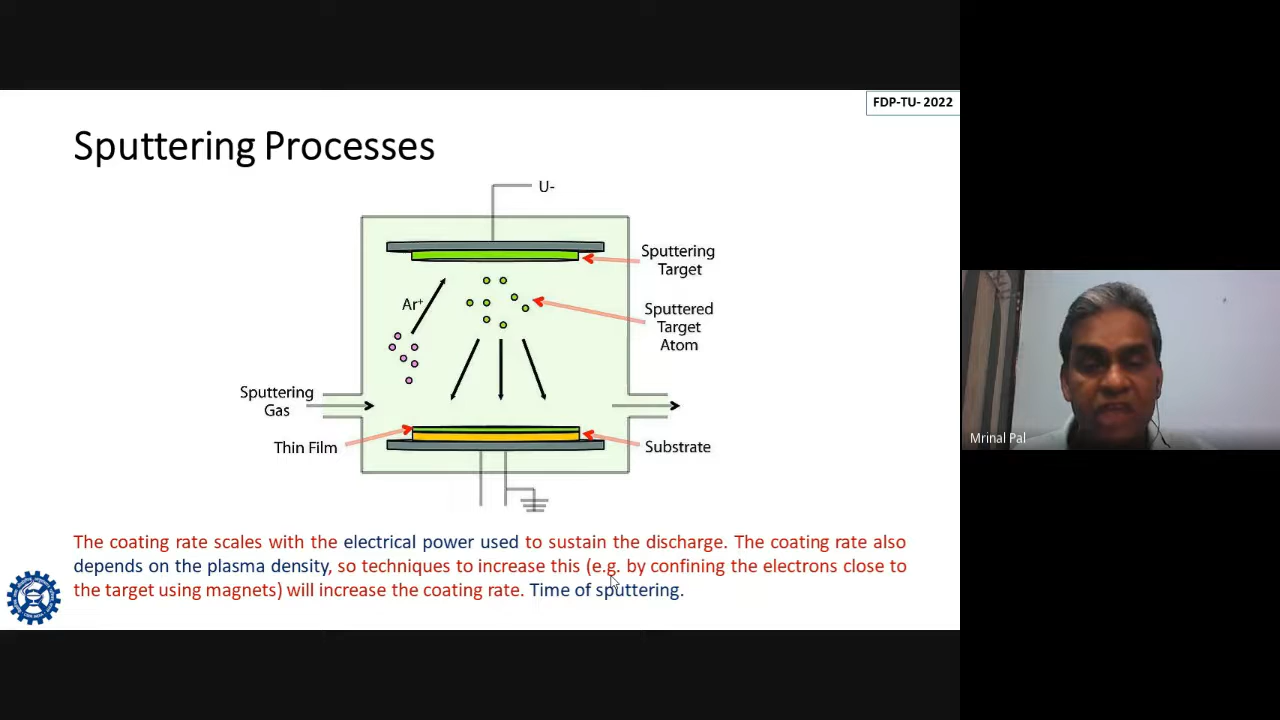 FDP-TU- 2022
Sputtering Processes
U-
Sputtering
Target
Ar+
Sputtered
Target
Atom
Sputtering
Gas
Thin Film
Substrate
The coating rate scales with the electrical power used to sustain the discharge. The coating rate also
depends on the plasma density, so techniques to increase this (e.g. by confining the electrons close to
the target using magnets) will increase the coating rate. Time of sputtering.
Mrinal Pal